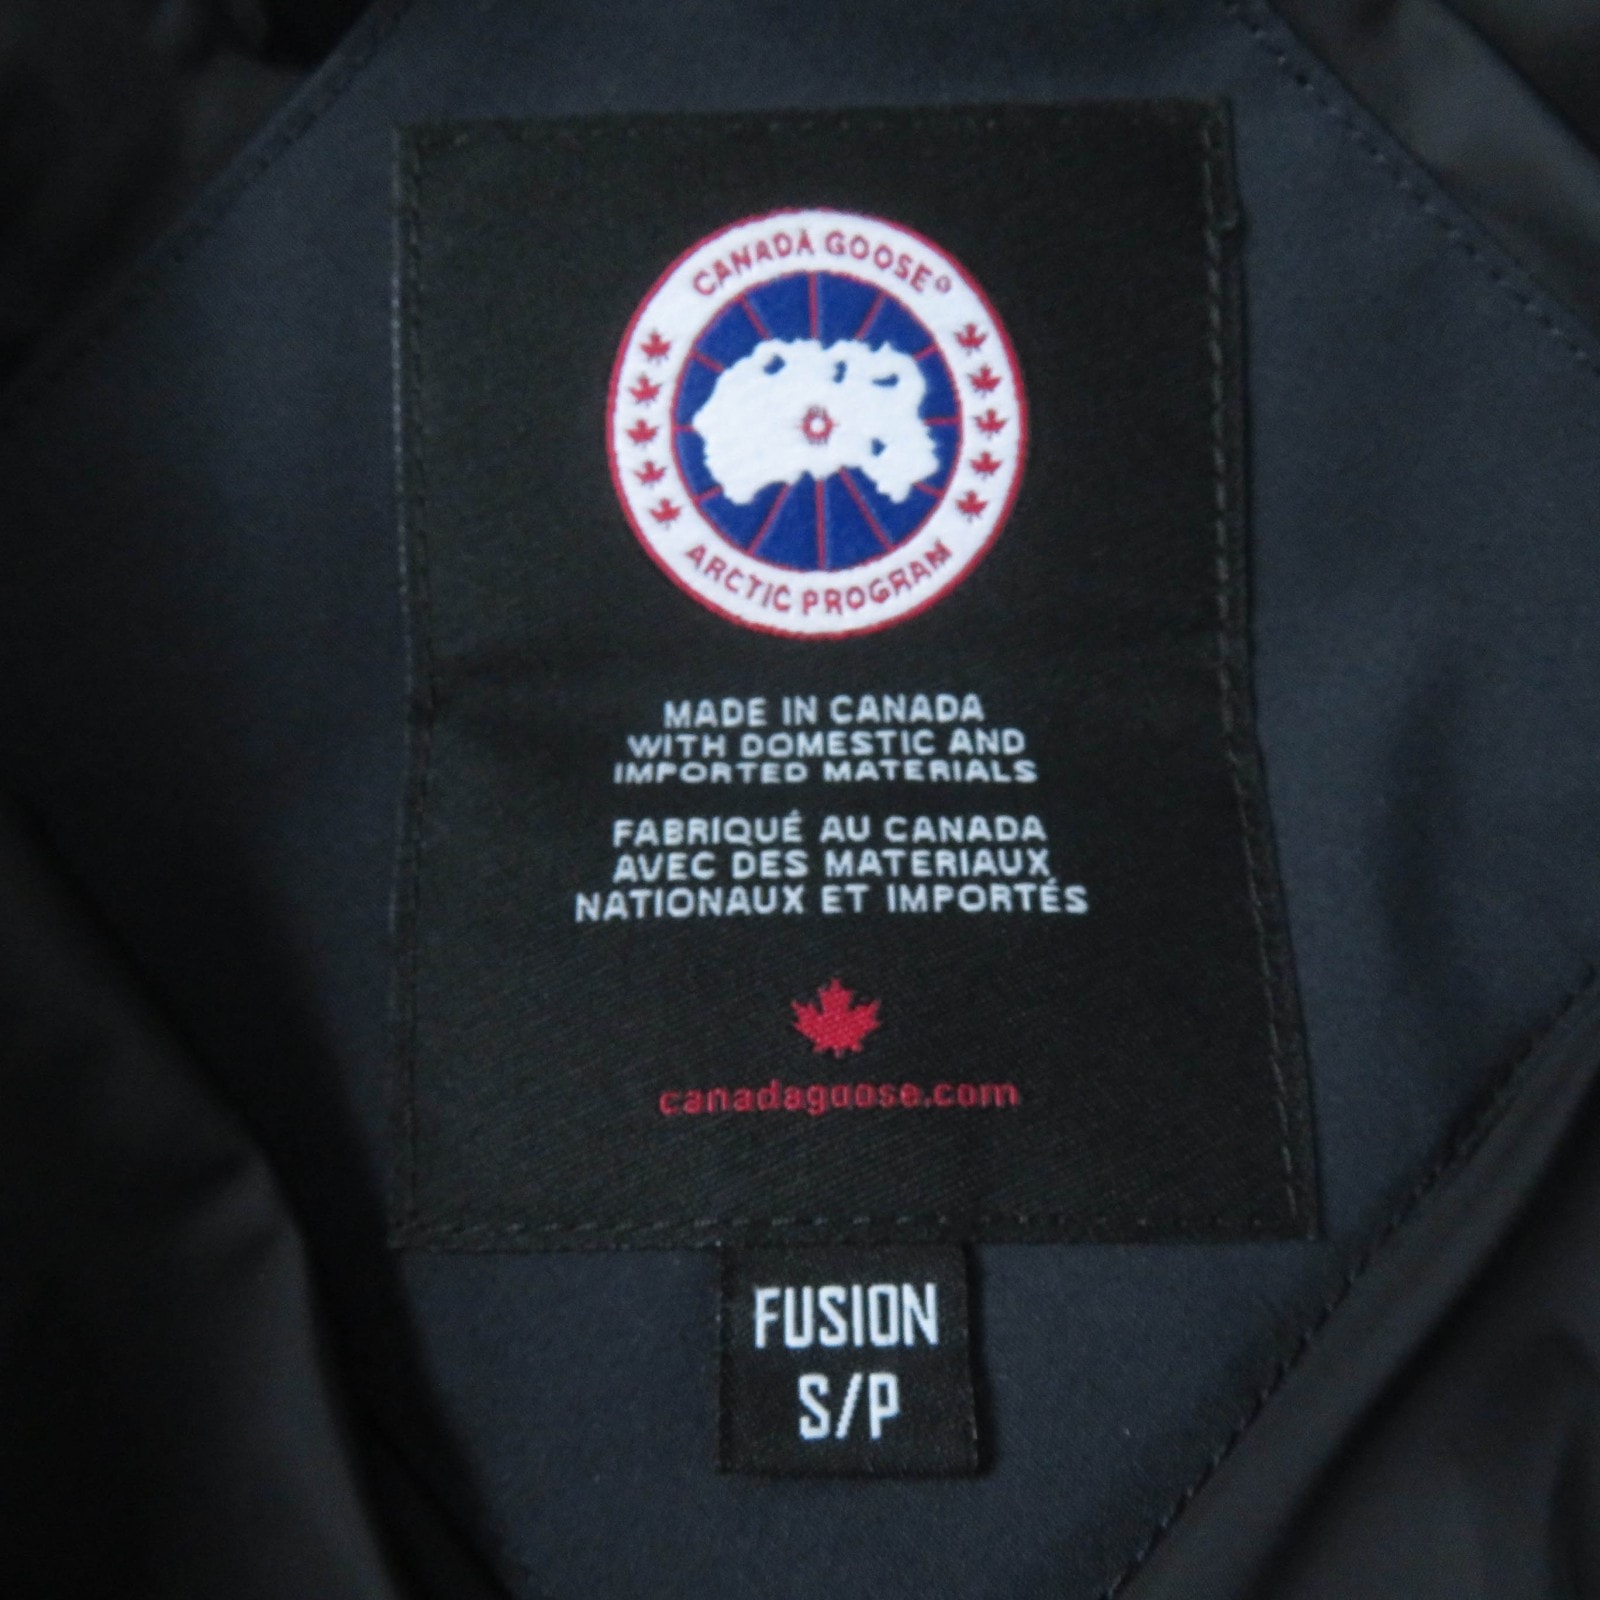 CANADA GOOSE®
ARCTIC PROGRAM
MADE IN CANADA
WITH DOMESTIC AND
IMPORTED MATERIALS
FABRIQUÉ AU CANADA
AVEC DES MATERIAUX
NATIONAUX ET IMPORTÉS
canadagoose.com
FUSION
S/P